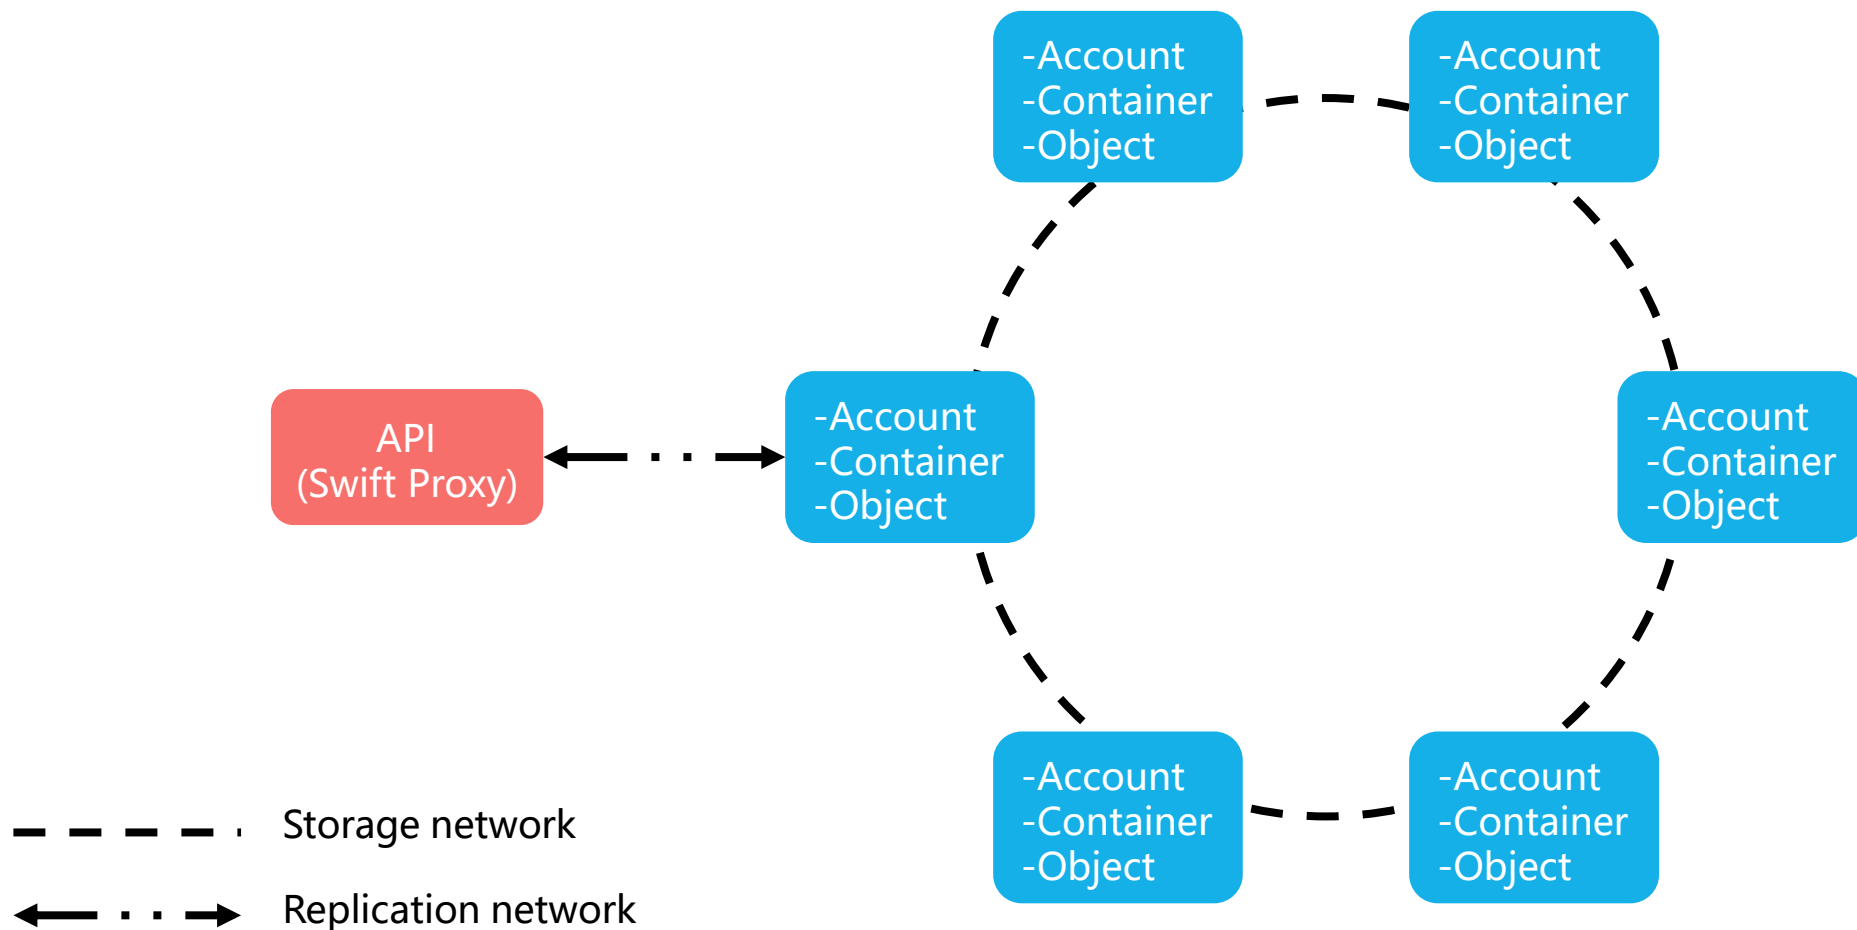 -Account
-Container
-Object
-Account
-Container
-Object
API
(Swift Proxy)
-Account
-Container
-Object
-Account
-Container
-Object
-Account
-Container
-Object
-Account
-Container
-Object
Storage network
Replication network